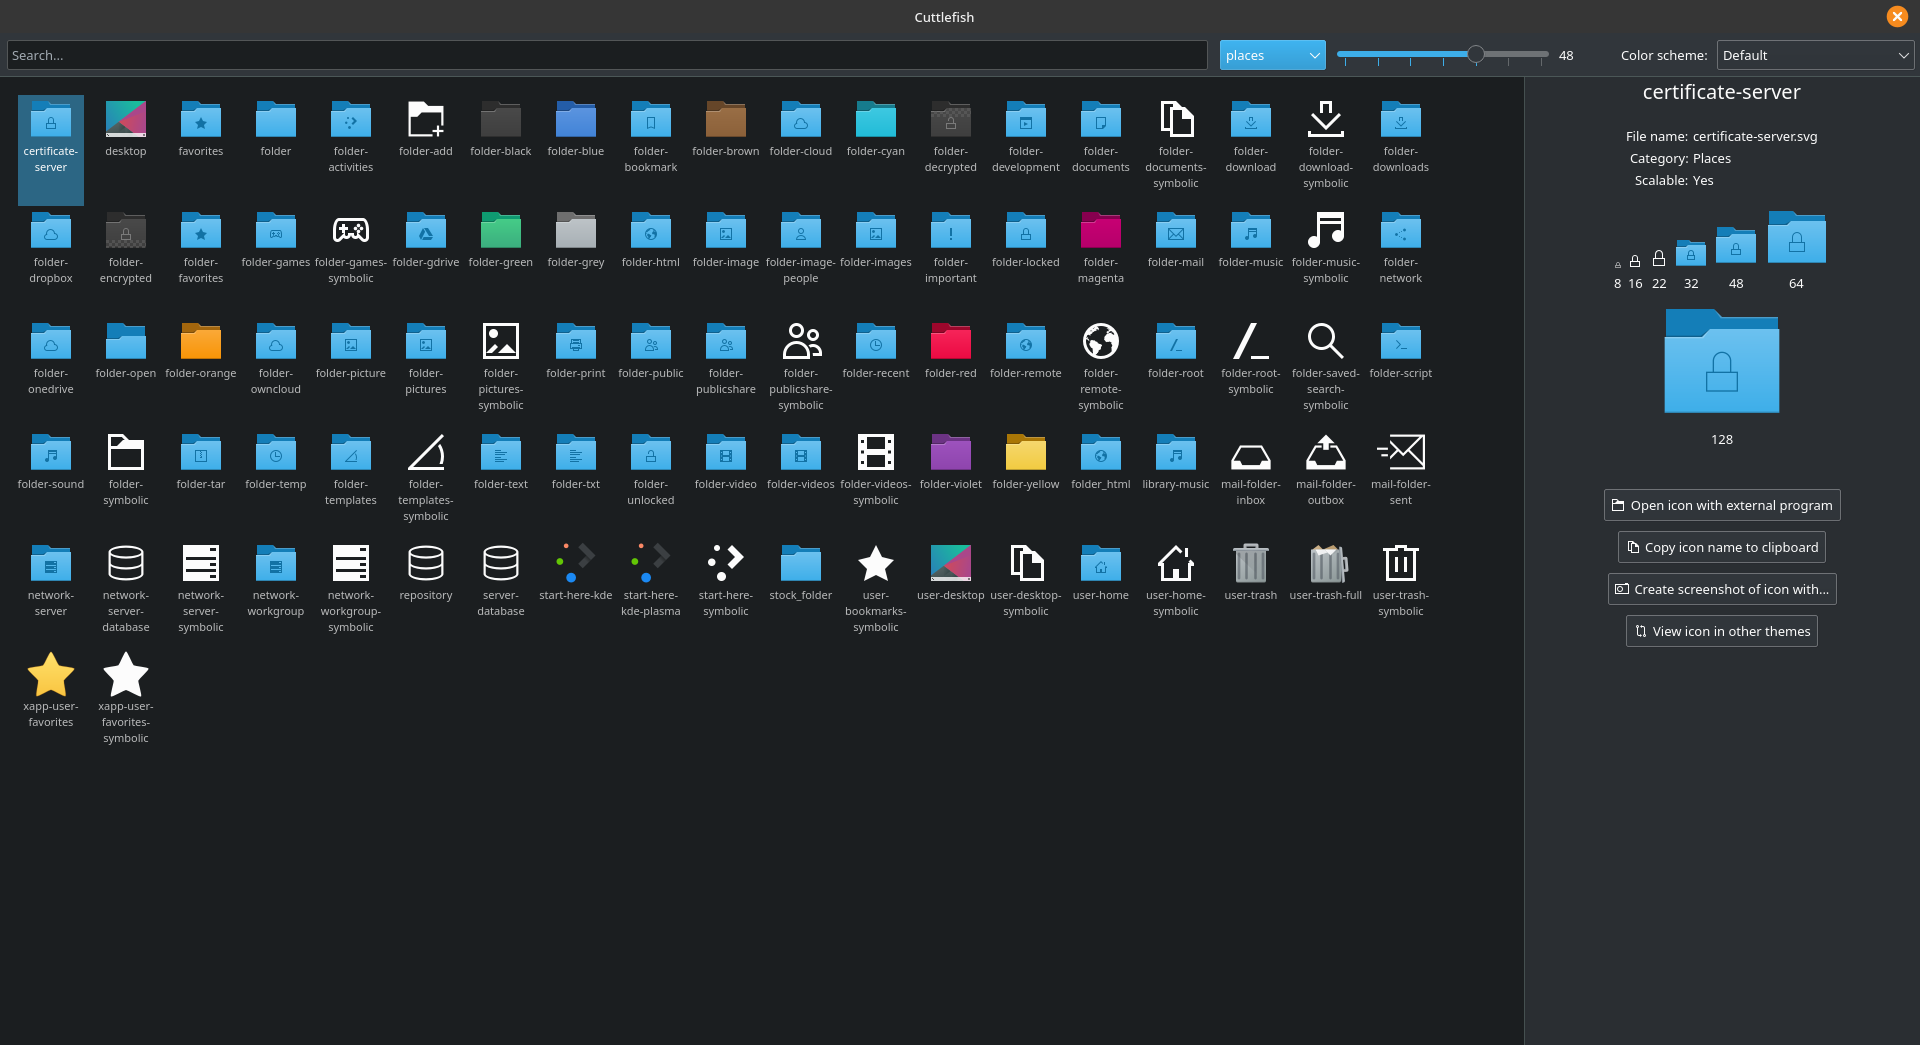 Cuttlefish
Search...
places
48
Color scheme:
Default
certificate-
server
desktop
favorites
folder
folder-
activities
folder-add
folder-black
folder-blue
folder-
bookmark
folder-brown
folder-cloud
folder-cyan
folder-
decrypted
folder-
development
folder-
documents
folder-
documents-
symbolic
folder-
download
folder-
download-
symbolic
folder-
downloads
folder-
dropbox
folder-
encrypted
folder-
favorites
folder-games
folder-games-
symbolic
folder-gdrive
folder-green
folder-grey
folder-html
folder-image
folder-image-
people
folder-images
folder-
important
folder-locked
folder-
magenta
folder-mail
folder-music
folder-music-
symbolic
folder-
network
folder-
onedrive
folder-open
folder-orange
folder-
owncloud
folder-picture
folder-
pictures
folder-
pictures-
symbolic
folder-print
folder-public
folder-
publicshare
folder-
publicshare-
symbolic
folder-recent
folder-red
folder-remote
folder-
remote-
symbolic
folder-root
folder-root-
symbolic
folder-saved-
search-
symbolic
folder-script
folder-sound
folder-
symbolic
folder-tar
folder-temp
folder-
templates
folder-
templates-
symbolic
folder-text
folder-txt
folder-
unlocked
folder-video
folder-videos
folder-videos-
symbolic
folder-violet
folder-yellow
folder_html
library-music
mail-folder-
inbox
mail-folder-
outbox
mail-folder-
sent
network-
server
network-
server-
database
network-
server-
symbolic
network-
workgroup
network-
workgroup-
symbolic
repository
server-
database
start-here-kde
start-here-
kde-plasma
start-here-
symbolic
stock_folder
user-
bookmarks-
symbolic
user-desktop
user-desktop-
symbolic
user-home
user-home-
symbolic
user-trash
user-trash-full
user-trash-
symbolic
xapp-user-
favorites
xapp-user-
favorites-
symbolic
certificate-server
File name: certificate-server.svg
Category: Places
Scalable: Yes
8 16 22 32 48 64
128
Open icon with external program
Copy icon name to clipboard
Create screenshot of icon with...
View icon in other themes